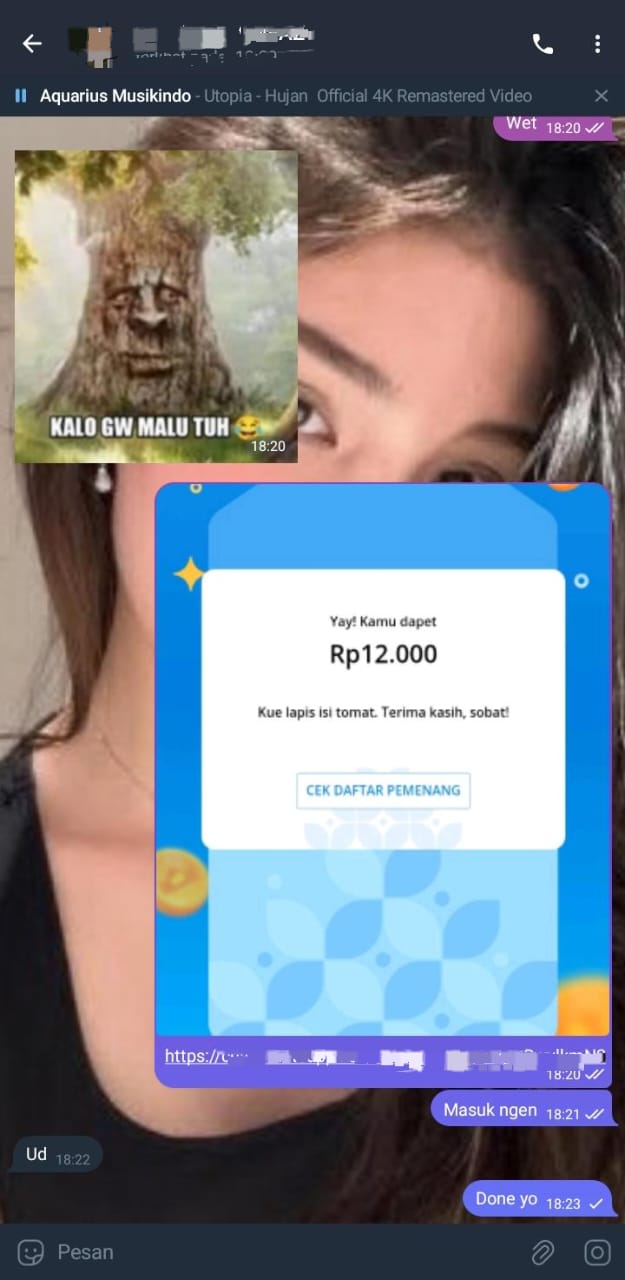 Aquarius Musikindo - Utopia - Hujan Official 4K Remastered Video
Wet 18:20
KALO GW MALU TUH 😂
18:20
Yay! Kamu dapet
Rp12.000
Kue lapis isi tomat. Terima kasih, sobat!
CEK DAFTAR PEMENANG
https://
18:20
Masuk ngen 18:21
Ud 18:22
Done yo 18:23
Pesan